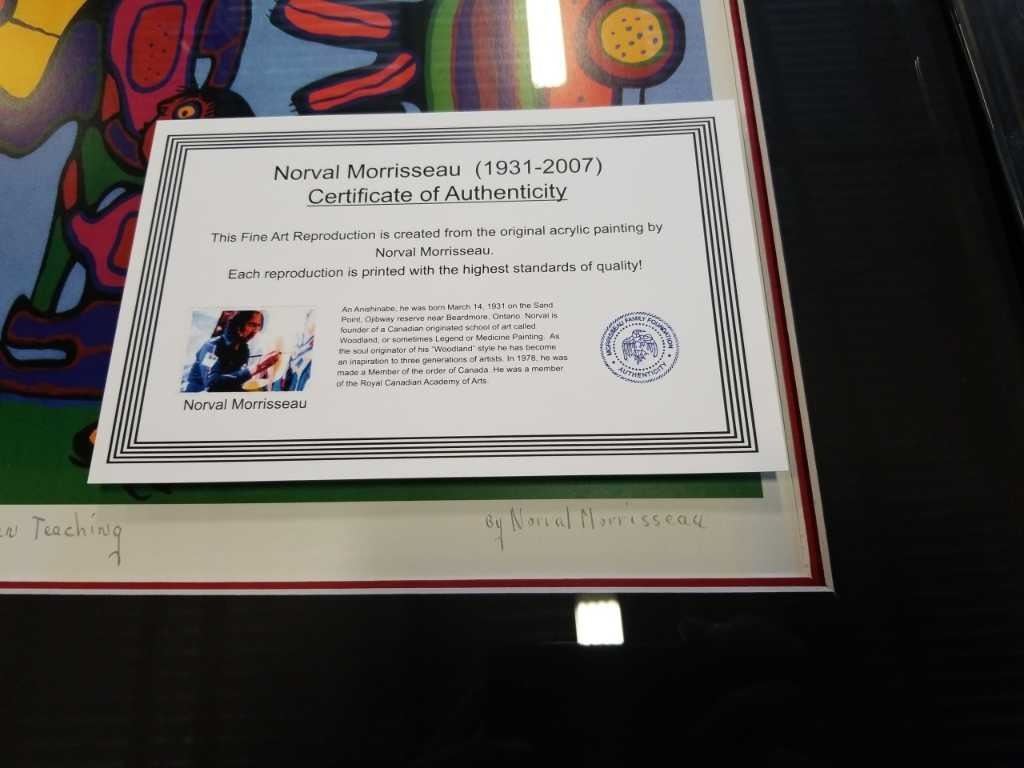 Norval Morrisseau (1931-2007)
Certificate of Authenticity
This Fine Art Reproduction is created from the original acrylic painting by
Norval Morrisseau.
Each reproduction is printed with the highest standards of quality!
An Anishinabe, he was born March 14, 1931 on the Sand
Point, Ojibway reserve near Beardmore, Ontario. Norval is
founder of a Canadian originated school of art called
Woodland, or sometimes Legend or Medicine Painting. As
the soul originator of his "Woodland" style he has become
an inspiration to three generations of artists. In 1978, he was
made a Member of the order of Canada. He was a member
of the Royal Canadian Academy of Arts.
Norval Morrisseau
MORRISSEAU FAMILY FOUNDATION
AUTHENTICITY
Teaching
By Norval Morrisseau